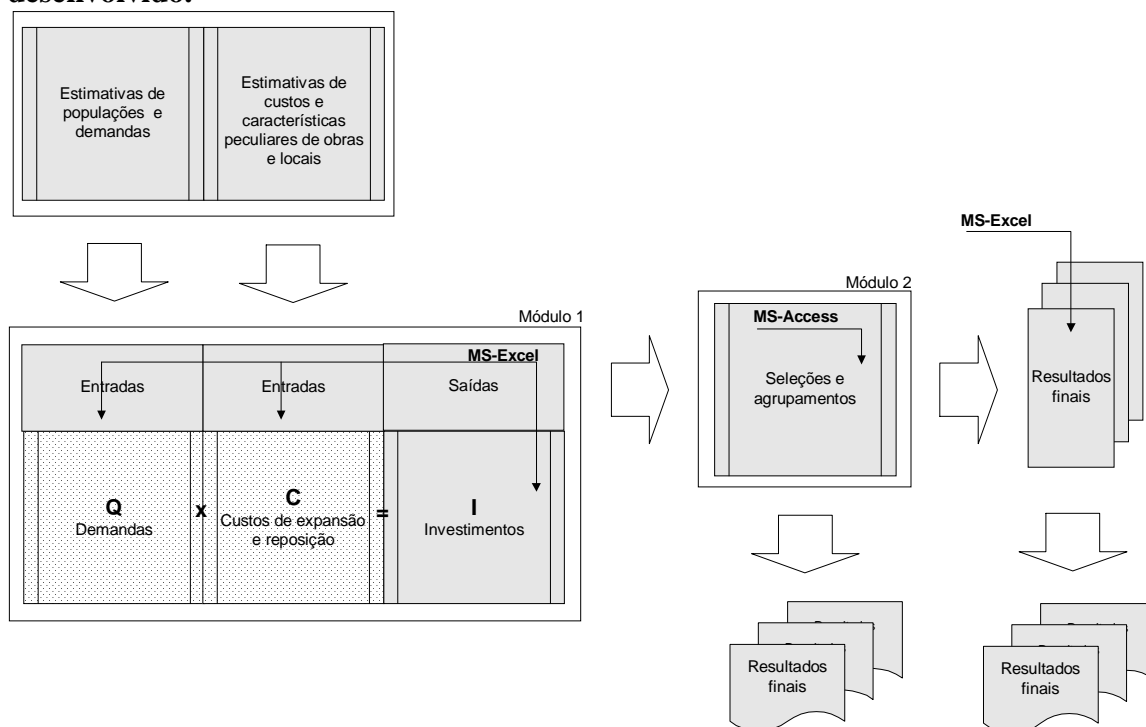 desenvolvido.
Estimativas de
populações e
demandas
Estimativas de
custos e
características
peculiares de obras
e locais
Módulo 1
MS-Excel
Entradas
Entradas
Saídas
Q
Demandas
x
C
Custos de expansão
e reposição
=
I
Investimentos
Módulo 2
MS-Access
Seleções e
agrupamentos
MS-Excel
Resultados
finais
Resultados
finais
Resultados
finais